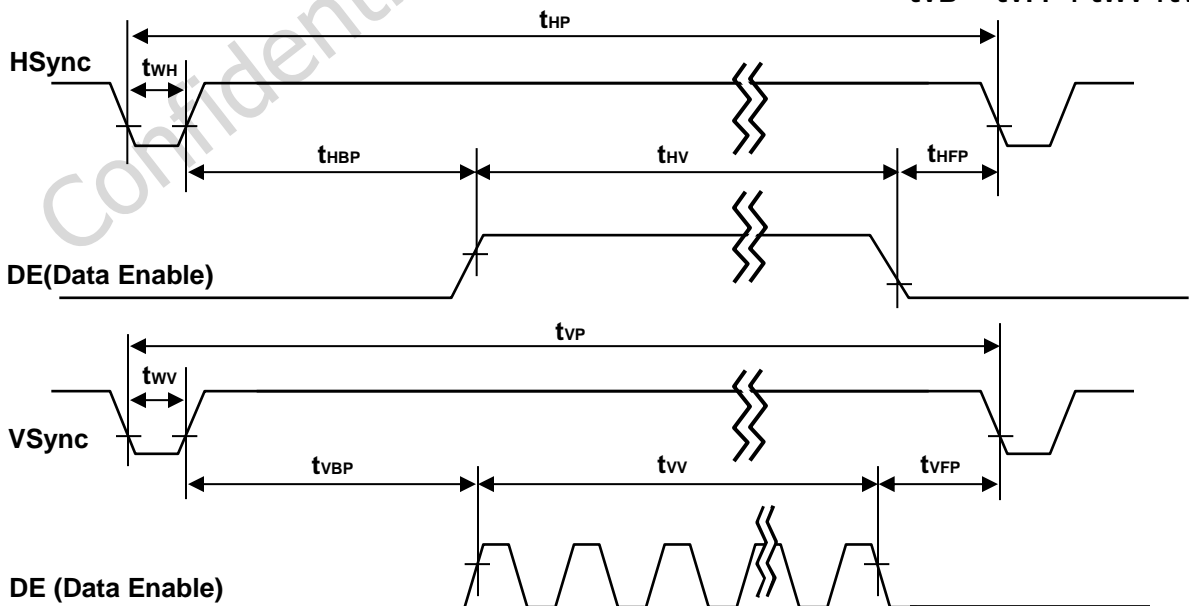 tHP
HSync
tWH
tHBP
tHV
tHFP
DE(Data Enable)
tVP
tWV
VSync
tVBP
tVV
tVFP
DE (Data Enable)